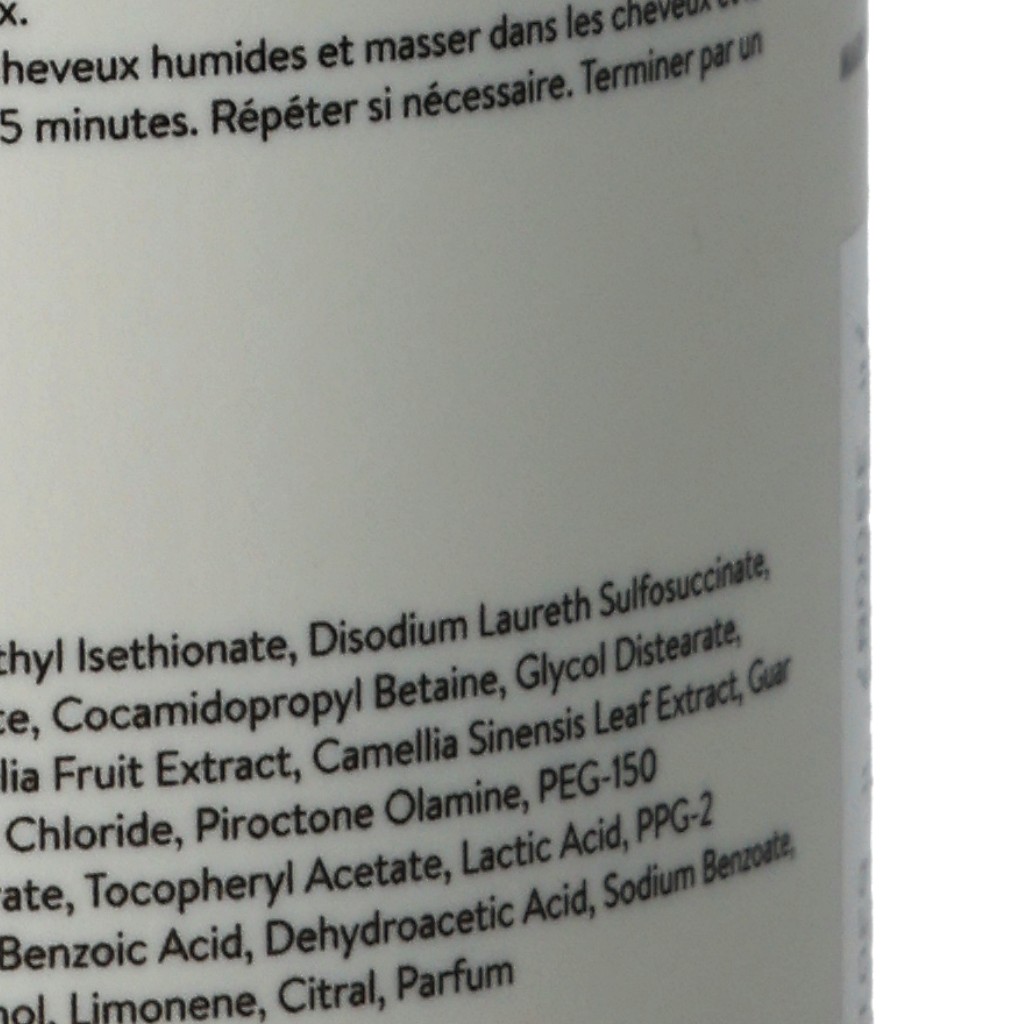 x.
heveux humides et masser dans les cheveux
5 minutes. Répéter si nécessaire. Terminer par un
thyl Isethionate, Disodium Laureth Sulfosuccinate,
te, Cocamidopropyl Betaine, Glycol Distearate,
lia Fruit Extract, Camellia Sinensis Leaf Extract, Guar
Chloride, Piroctone Olamine, PEG-150
rate, Tocopheryl Acetate, Lactic Acid, PPG-2
Benzoic Acid, Dehydroacetic Acid, Sodium Benzoate,
nol, Limonene, Citral, Parfum